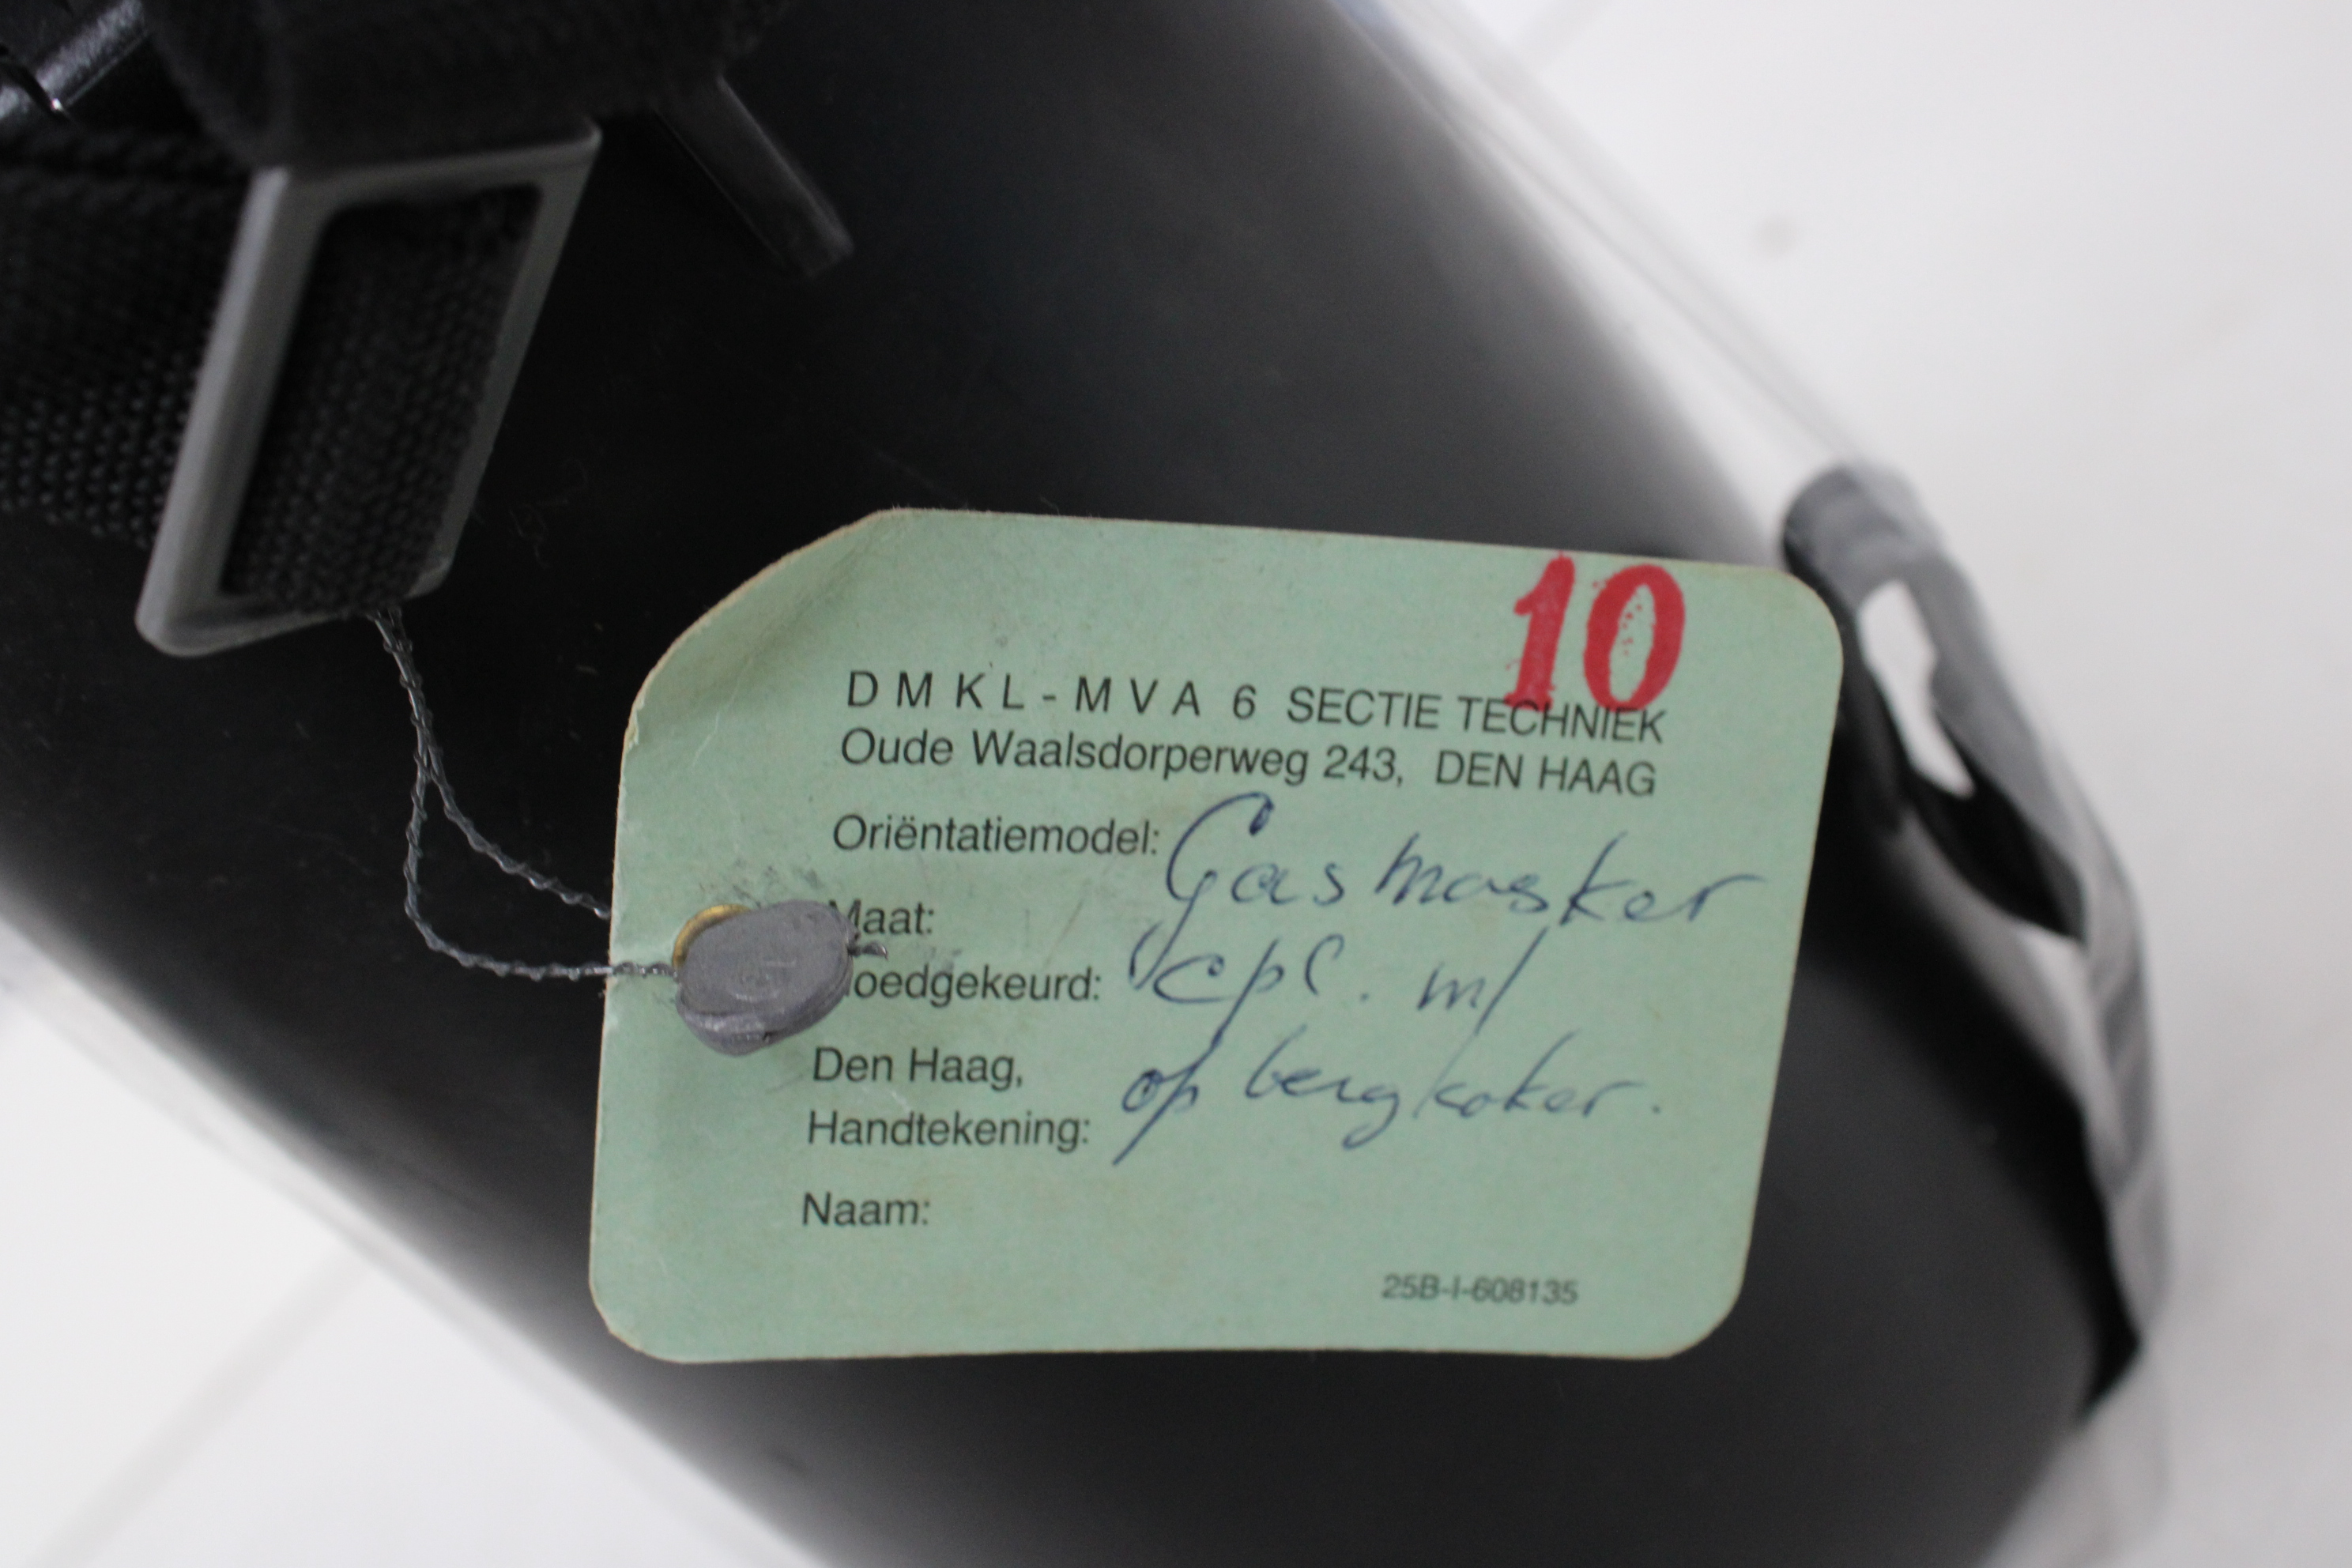 10
DMKL-MVA 6 SECTIE TECHNIEK
Oude Waalsdorperweg 243, DEN HAAG
Oriëntatiemodel: Gasmasker
Maat:
oedgekeurd: cpl. m/
Den Haag, opbergkoker.
Handtekening:
Naam:
25B-I-608135